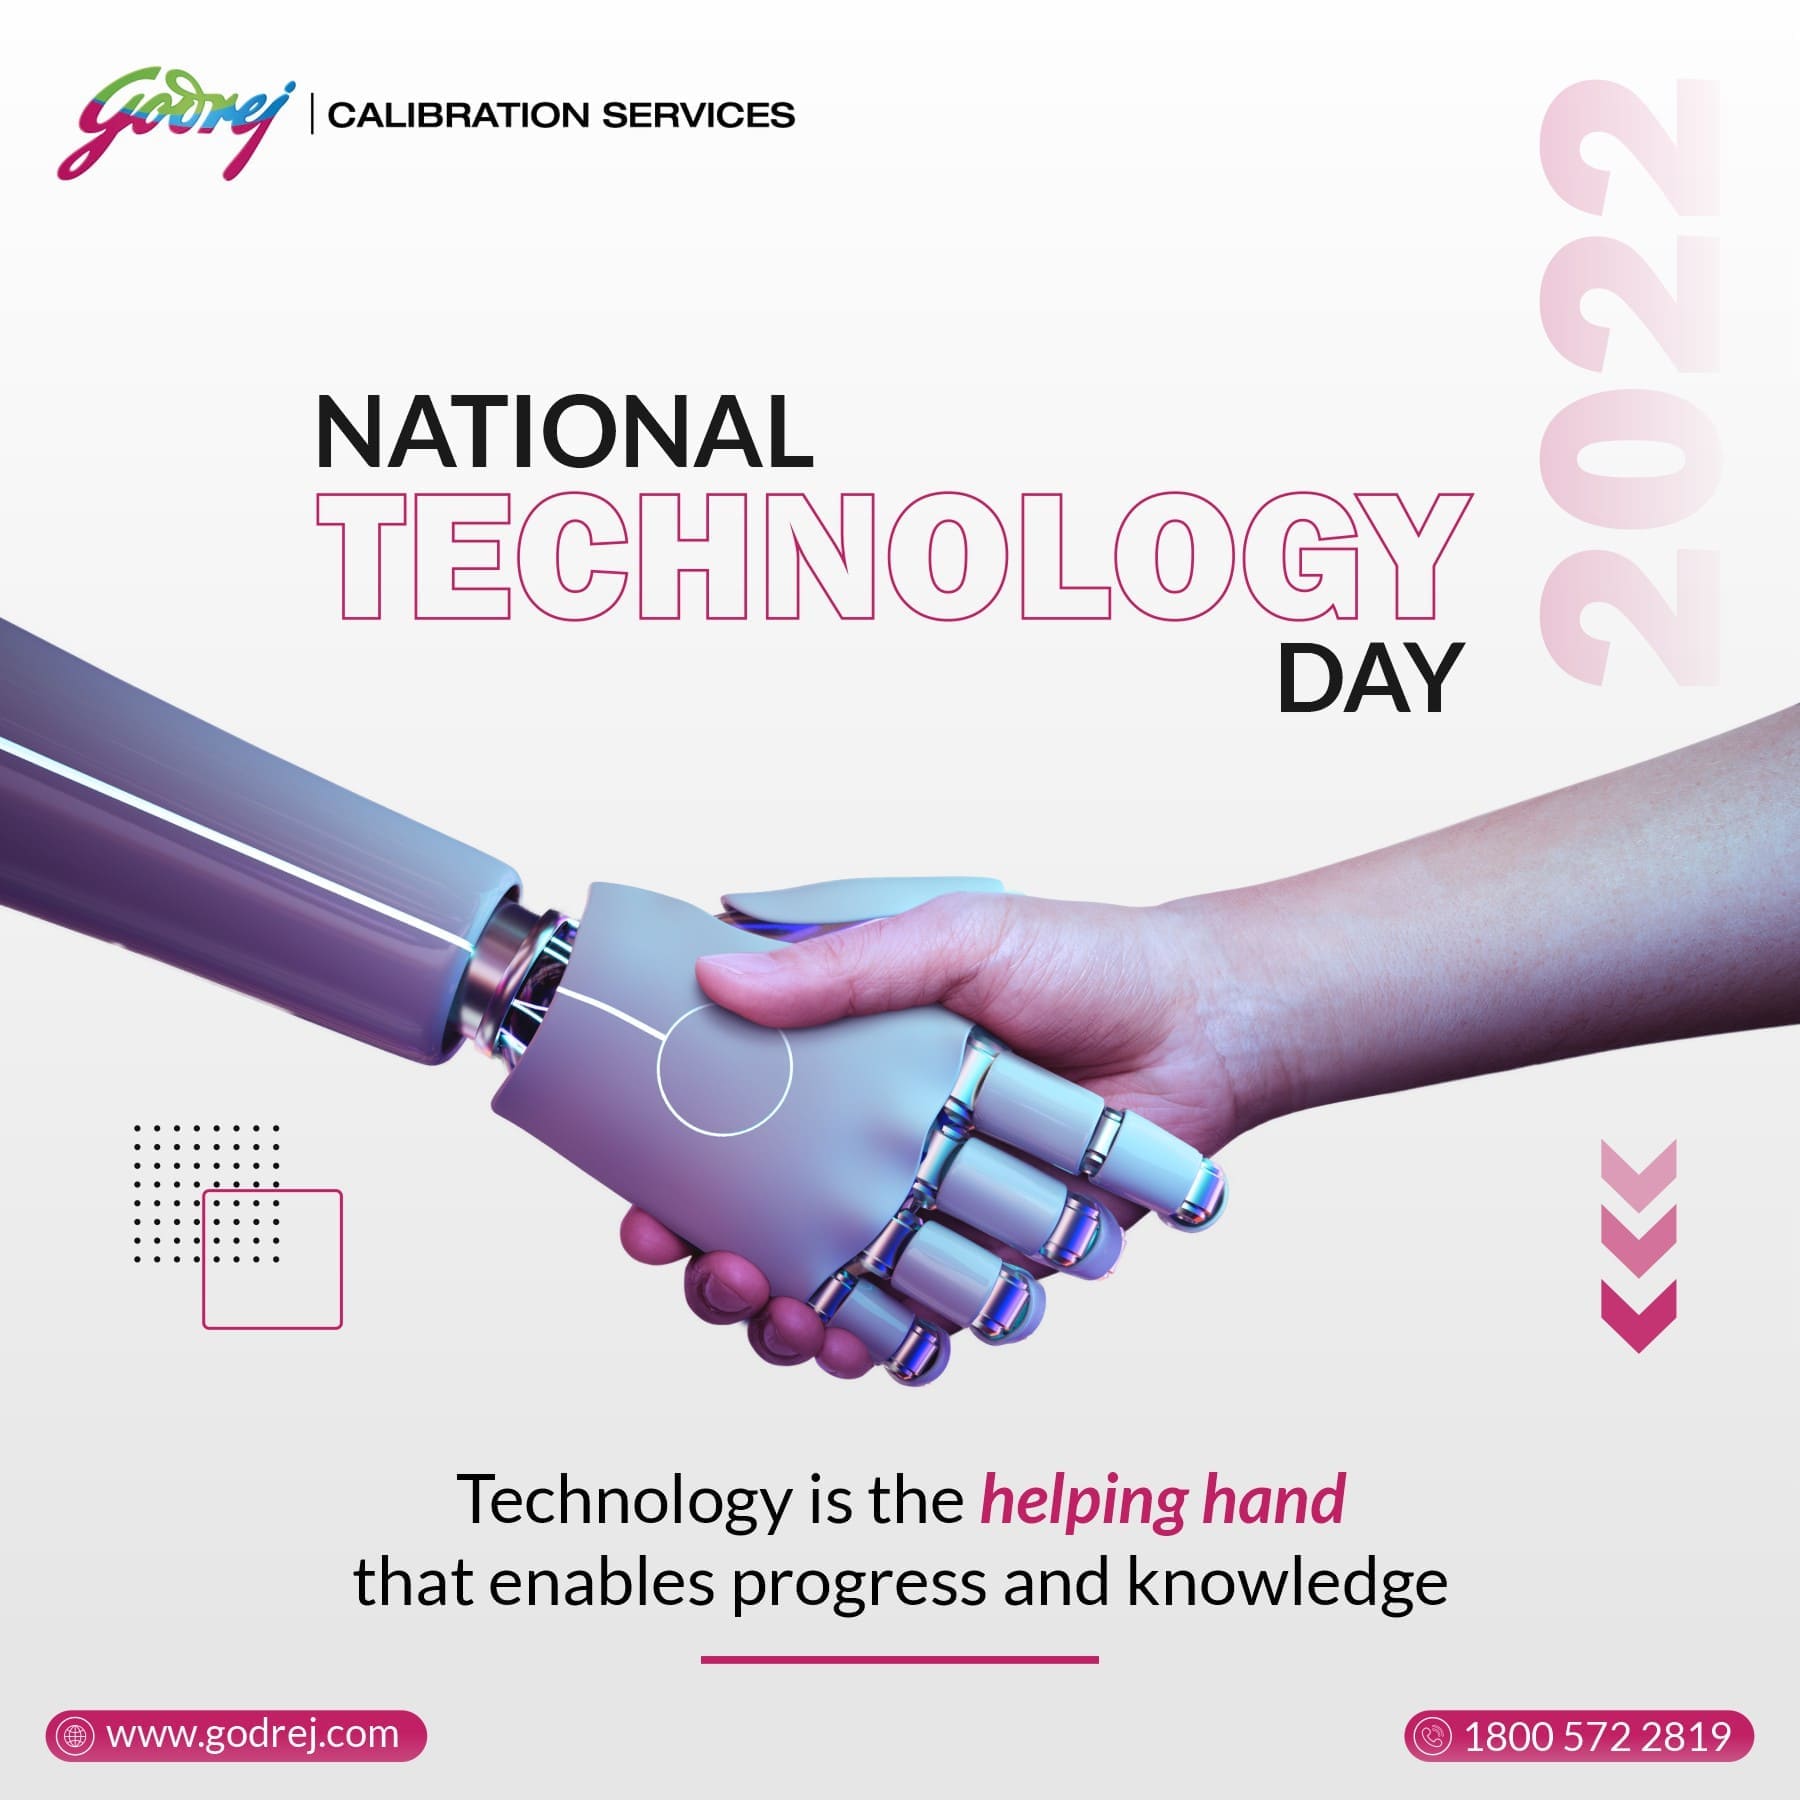 Godrej | CALIBRATION SERVICES
2022
NATIONAL
TECHNOLOGY
DAY
Technology is the helping hand
that enables progress and knowledge
www.godrej.com
1800 572 2819